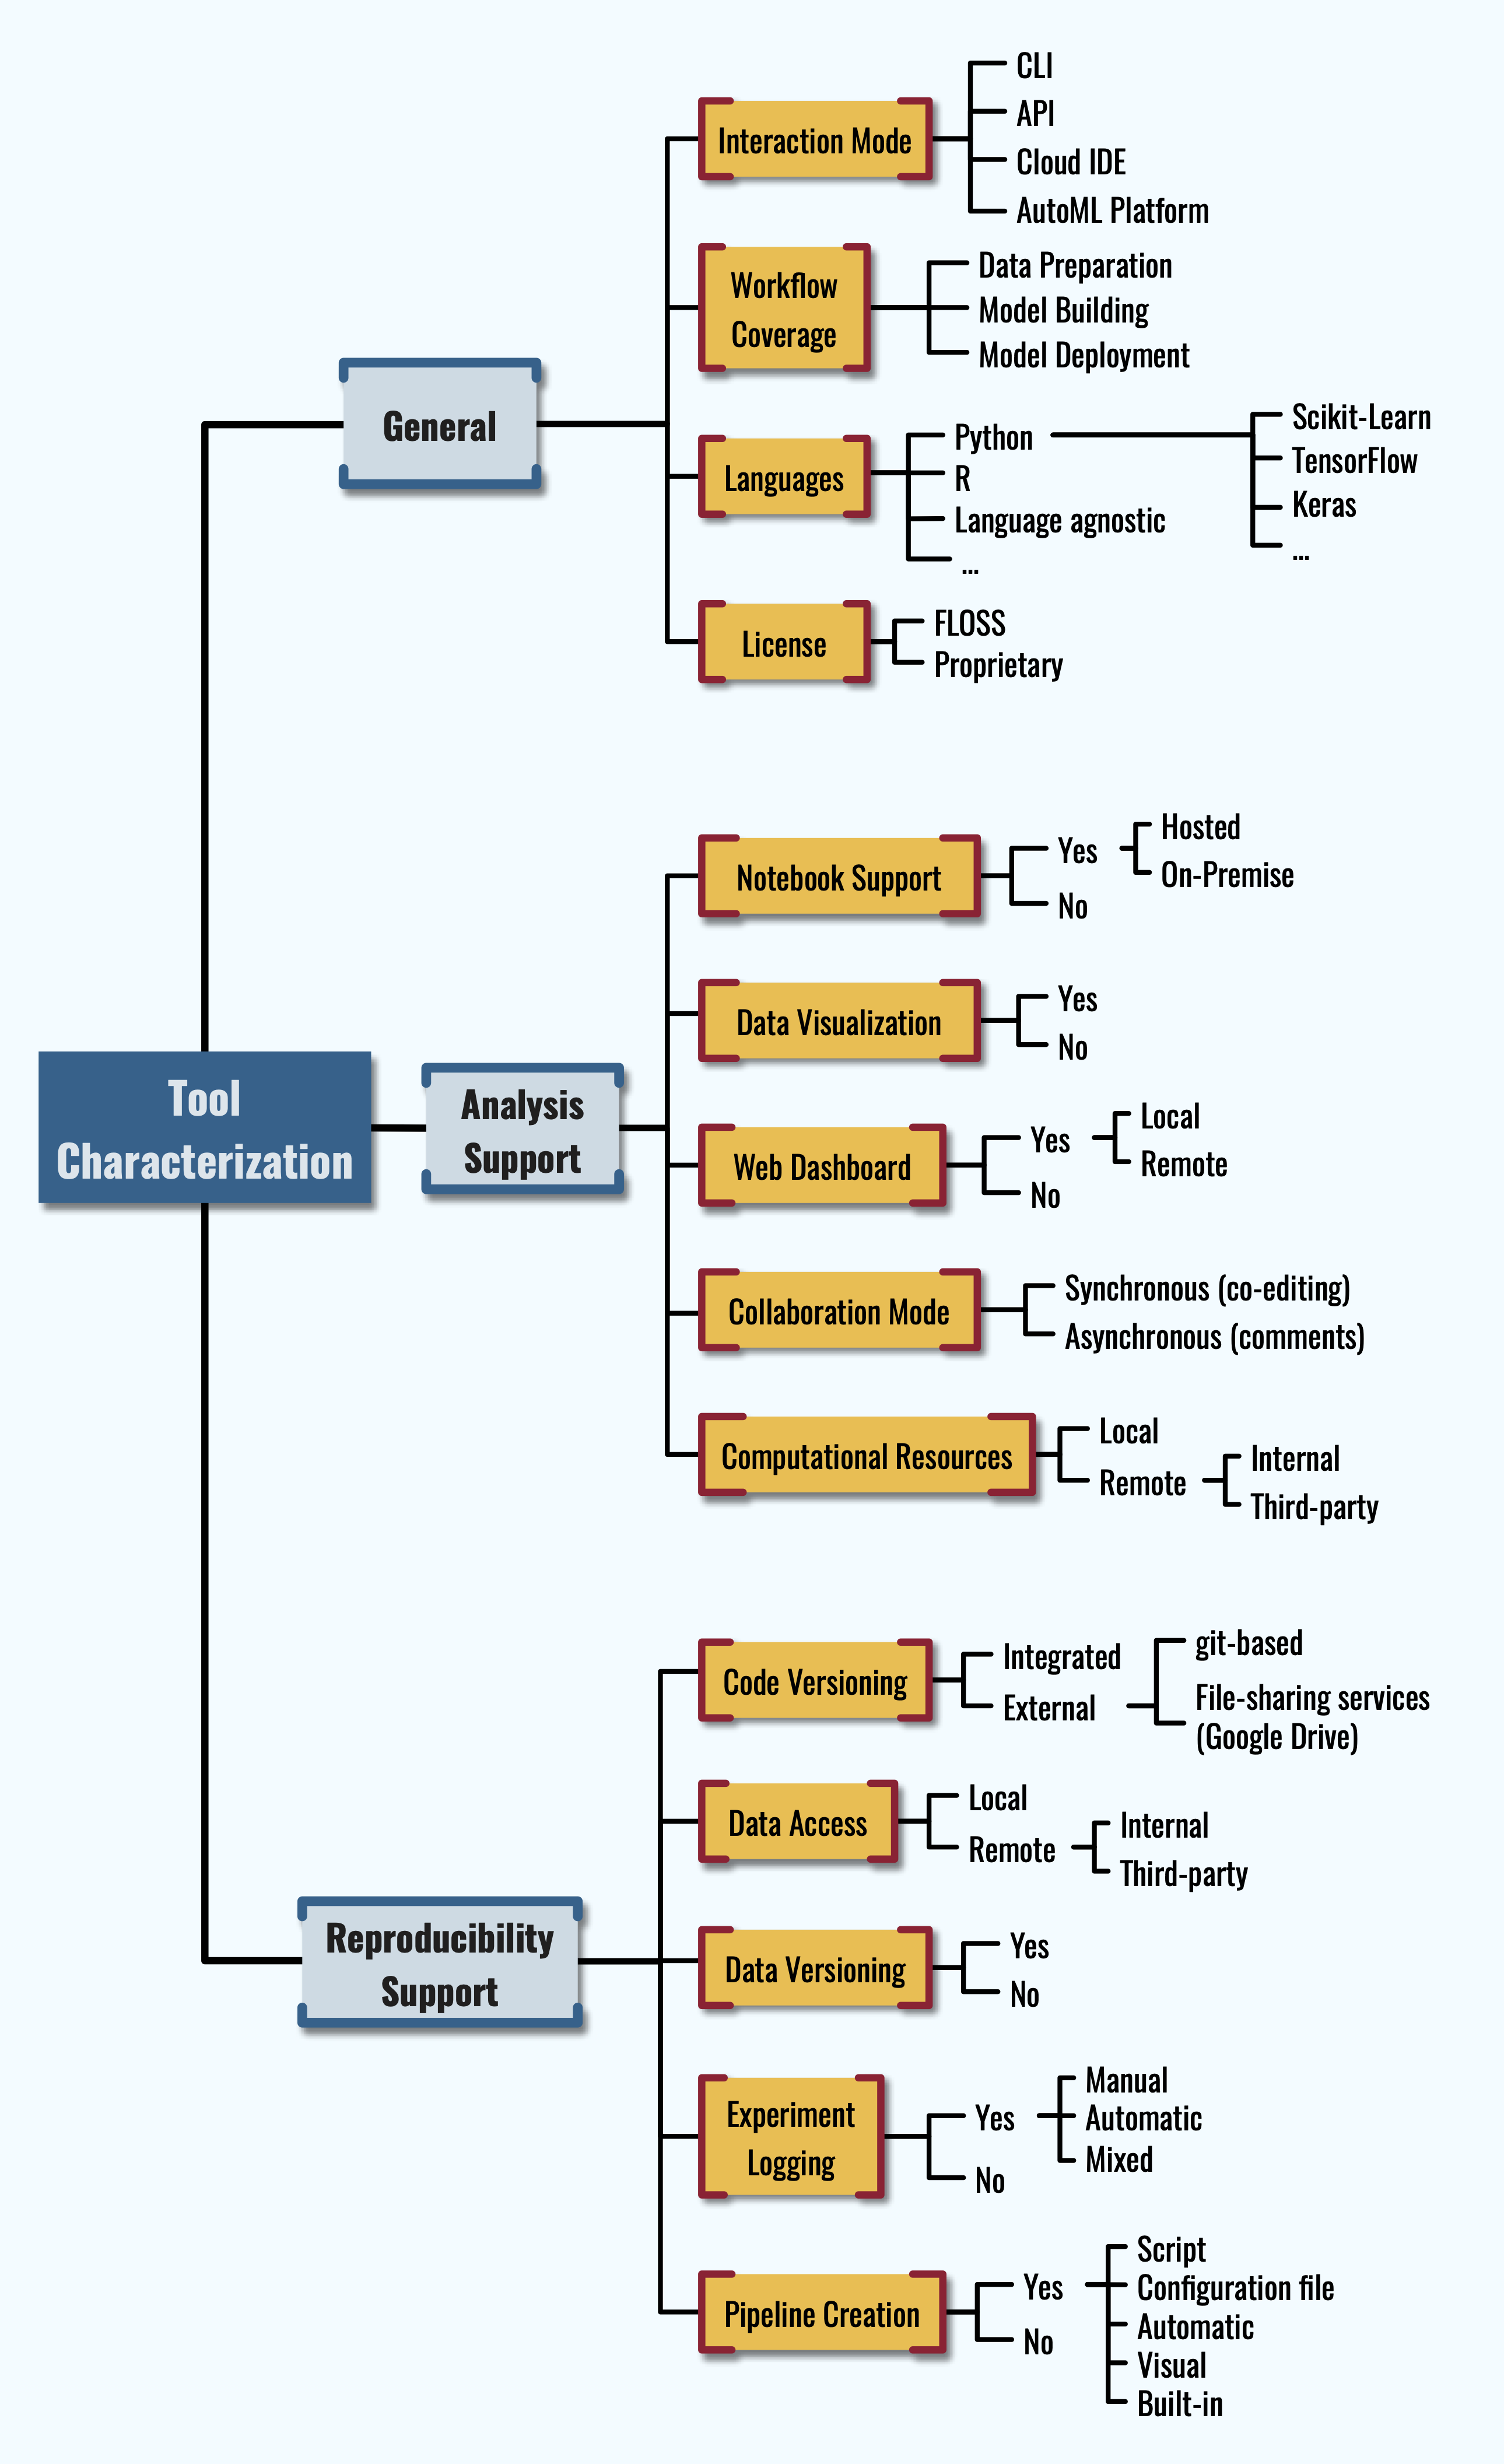 Tool
Characterization
General
Interaction Mode
CLI
API
Cloud IDE
AutoML Platform
Workflow
Coverage
Data Preparation
Model Building
Model Deployment
Languages
Python
Scikit-Learn
TensorFlow
Keras
...
R
Language agnostic
...
License
FLOSS
Proprietary
Analysis
Support
Notebook Support
Yes
Hosted
On-Premise
No
Data Visualization
Yes
No
Web Dashboard
Yes
Local
Remote
No
Collaboration Mode
Synchronous (co-editing)
Asynchronous (comments)
Computational Resources
Local
Remote
Internal
Third-party
Reproducibility
Support
Code Versioning
Integrated
External
git-based
File-sharing services
(Google Drive)
Data Access
Local
Remote
Internal
Third-party
Data Versioning
Yes
No
Experiment
Logging
Yes
Manual
Automatic
Mixed
No
Pipeline Creation
Yes
Script
Configuration file
Automatic
Visual
Built-in
No